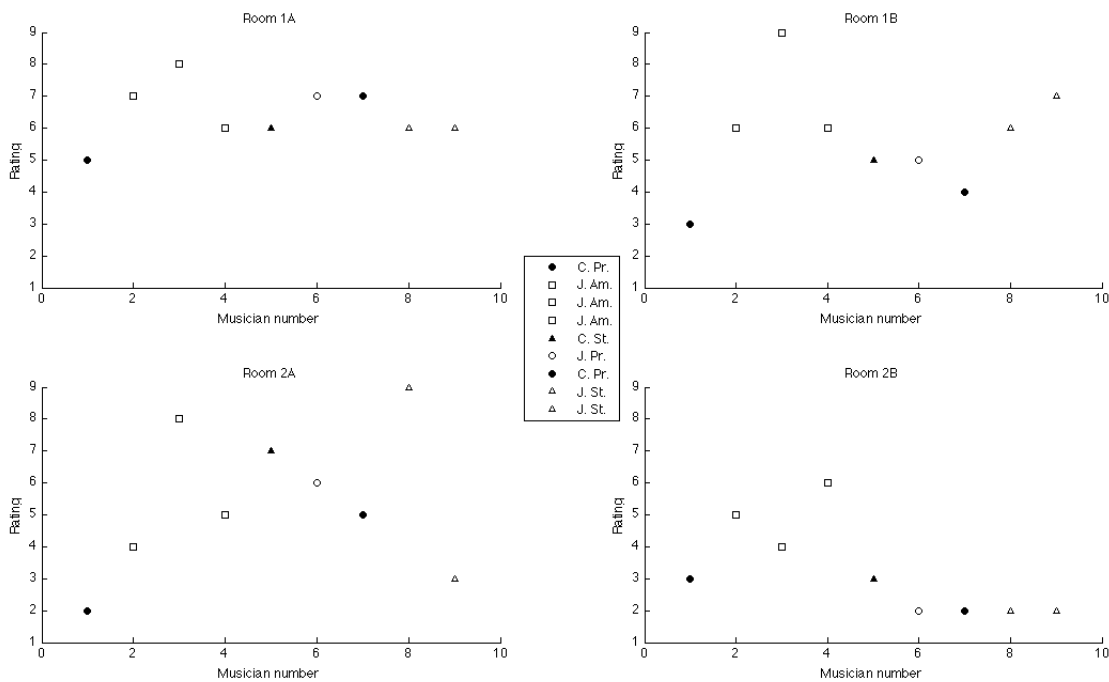 Room 1A
9
8
7
6
5
4
3
2
1
Rating
0 2 4 6 8 10
Musician number
Room 1B
9
8
7
6
5
4
3
2
1
Rating
0 2 4 6 8 10
Musician number
C. Pr.
J. Am.
J. Am.
J. Am.
C. St.
J. Pr.
C. Pr.
J. St.
J. St.
Room 2A
9
8
7
6
5
4
3
2
1
Rating
0 2 4 6 8 10
Musician number
Room 2B
9
8
7
6
5
4
3
2
1
Rating
0 2 4 6 8 10
Musician number